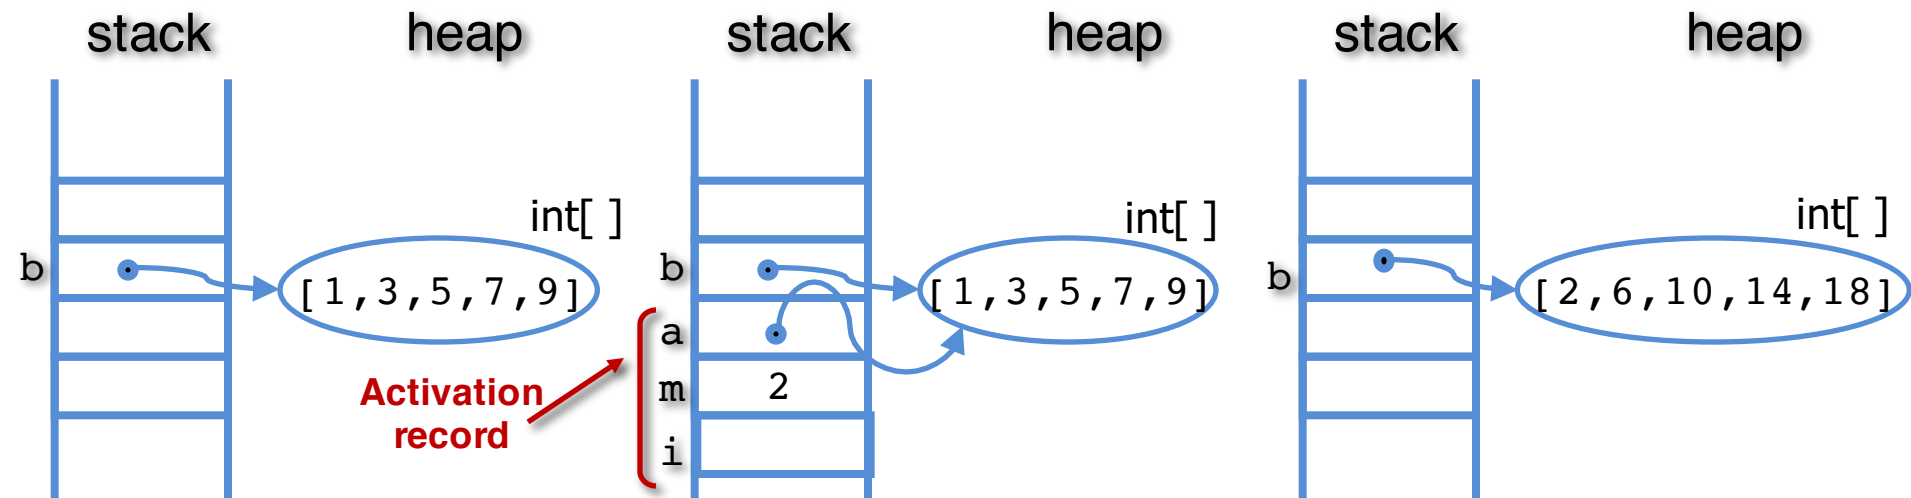 stack heap stack heap stack heap
int[ ] int[ ] int[ ]
b [1,3,5,7,9] b [1,3,5,7,9] b [2,6,10,14,18]
a
Activation m 2
record
i